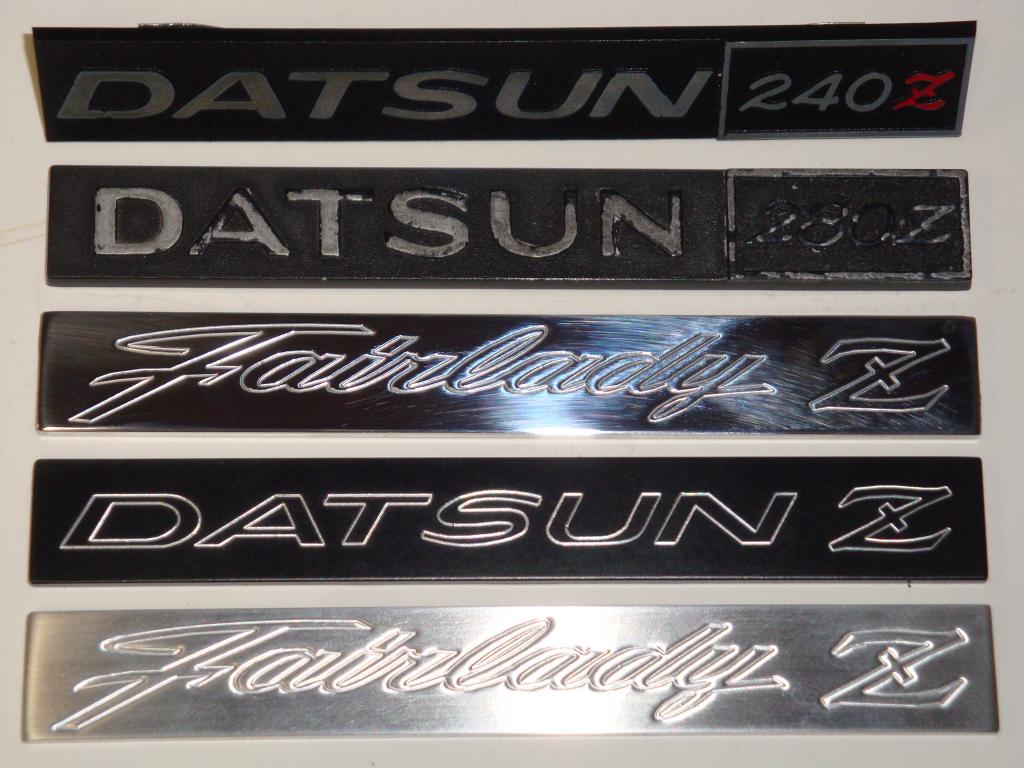 DATSUN 240Z
DATSUN 280Z
Fairlady Z
DATSUN Z
Fairlady Z